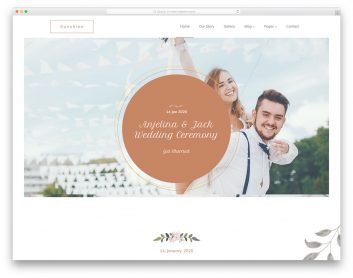 Sunshine
Home Our Story Gallery Blog Pages Contact
14 jan 2020
Anjelina & Jack
Wedding Ceremony
Get Married
14 January, 2020